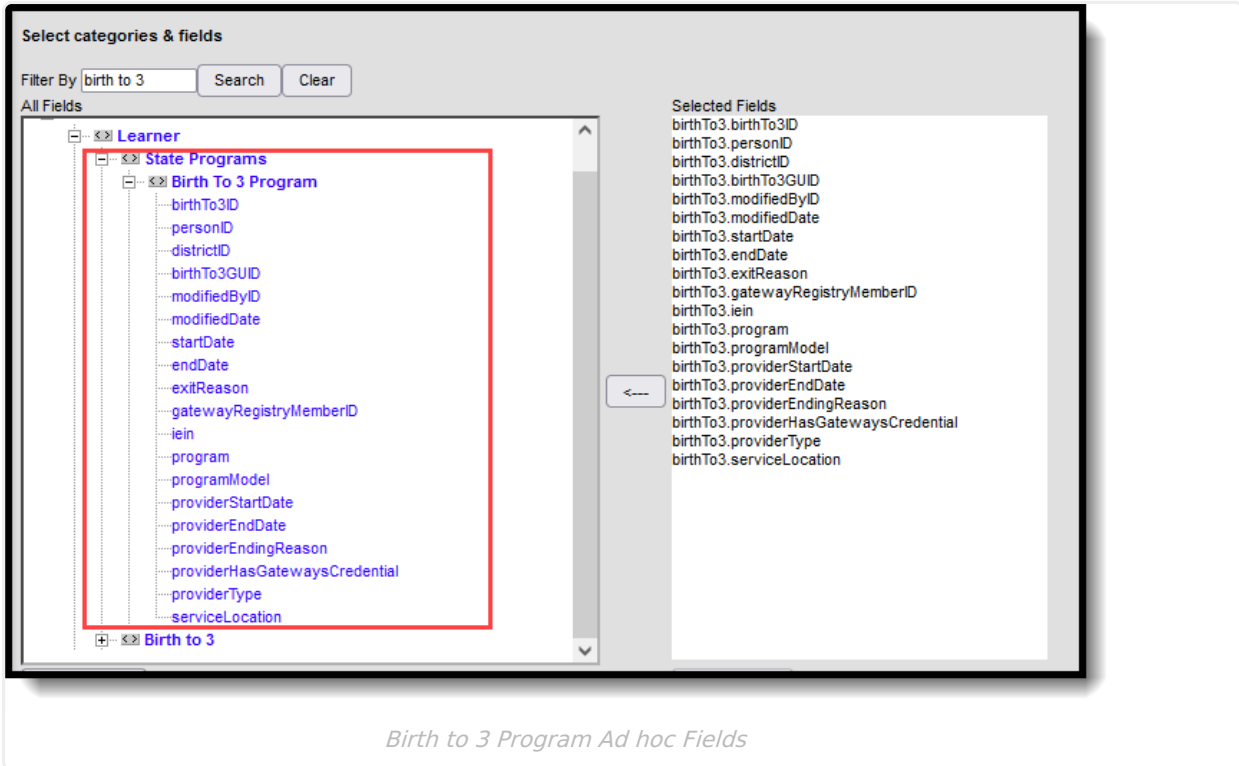 Select categories & fields
Filter By birth to 3 Search Clear
All Fields
Learner
State Programs
Birth To 3 Program
birthTo3ID
personID
districtID
birthTo3GUID
modifiedByID
modifiedDate
startDate
endDate
exitReason
gatewayRegistryMemberID
iein
program
programModel
providerStartDate
providerEndDate
providerEndingReason
providerHasGatewaysCredential
providerType
serviceLocation
Birth to 3
<---
Selected Fields
birthTo3.birthTo3ID
birthTo3.personID
birthTo3.districtID
birthTo3.birthTo3GUID
birthTo3.modifiedByID
birthTo3.modifiedDate
birthTo3.startDate
birthTo3.endDate
birthTo3.exitReason
birthTo3.gatewayRegistryMemberID
birthTo3.iein
birthTo3.program
birthTo3.programModel
birthTo3.providerStartDate
birthTo3.providerEndDate
birthTo3.providerEndingReason
birthTo3.providerHasGatewaysCredential
birthTo3.providerType
birthTo3.serviceLocation
Birth to 3 Program Ad hoc Fields